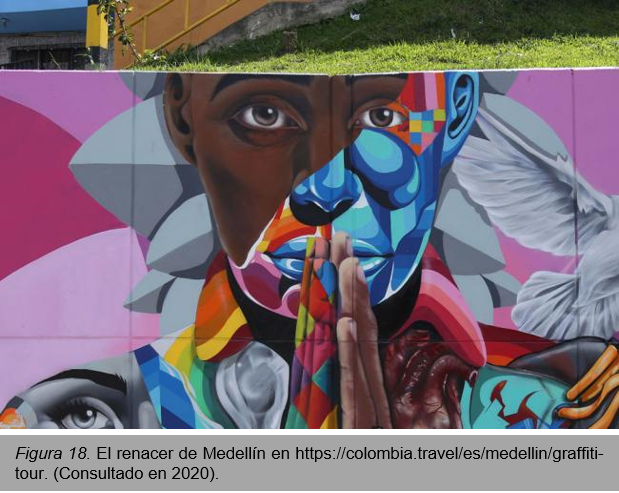 Figura 18. El renacer de Medellín en https://colombia.travel/es/medellin/graffiti-
tour. (Consultado en 2020).